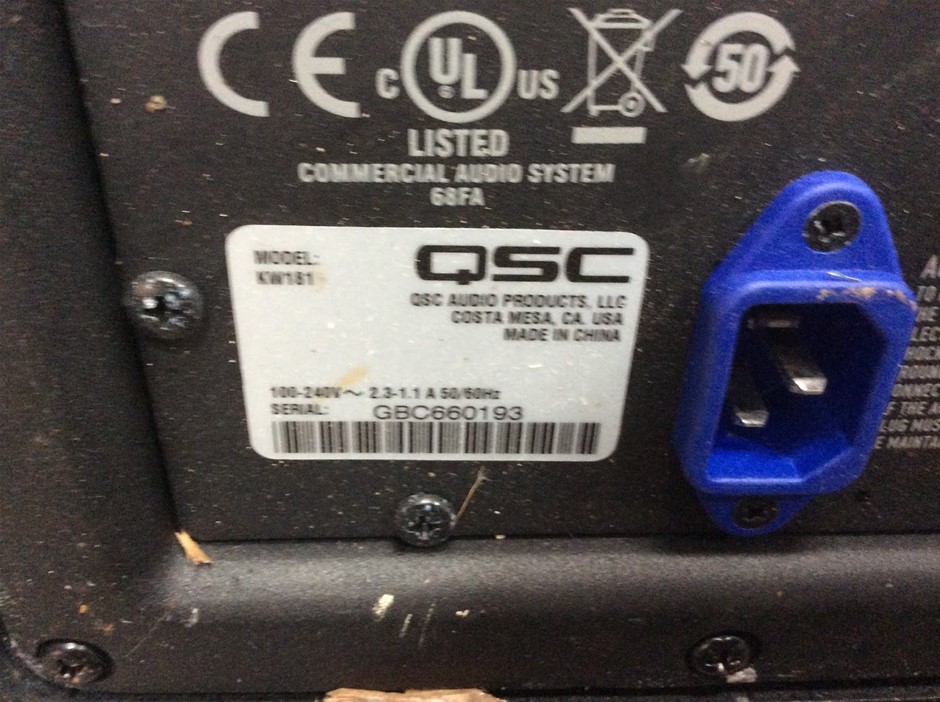 CE C UL US 50
LISTED
COMMERCIAL AUDIO SYSTEM
68FA
MODEL:
KW181
QSC
QSC AUDIO PRODUCTS, LLC
COSTA MESA, CA. USA
MADE IN CHINA
100-240V～ 2.3-1.1 A 50/60Hz
SERIAL: GBC660193
TO